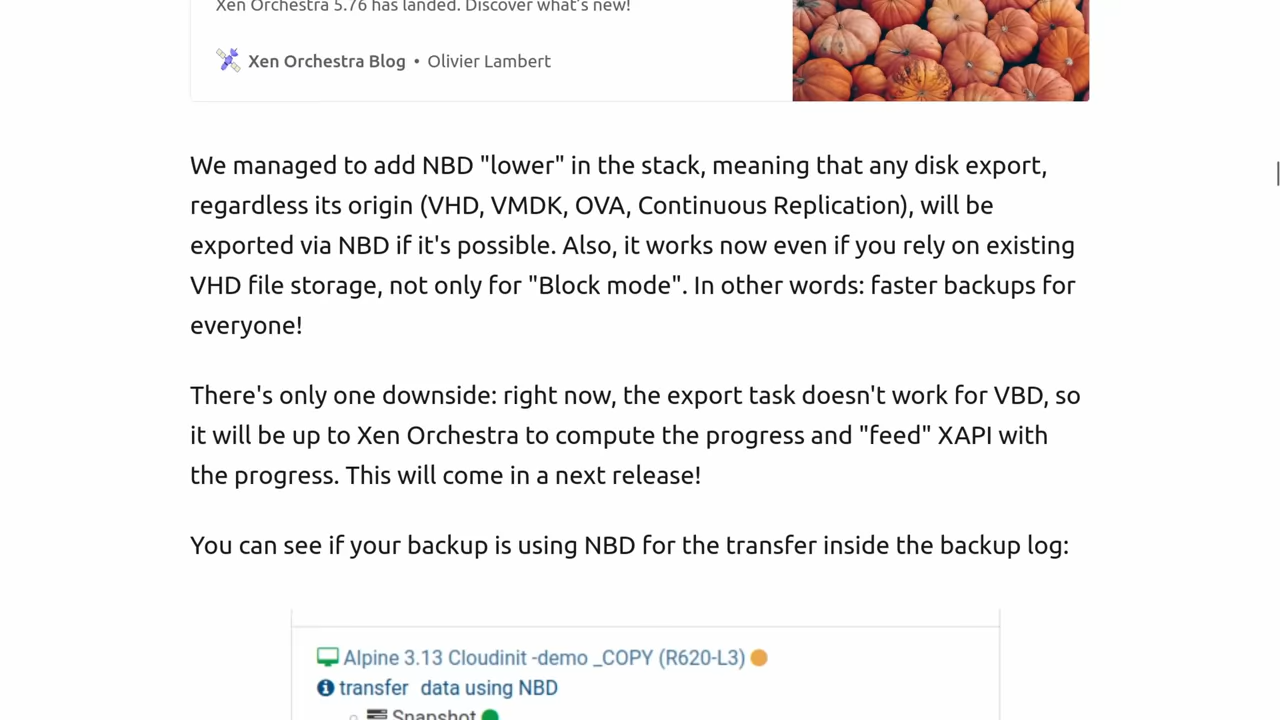 Xen Orchestra 5.76 has landed. Discover what's new!
Xen Orchestra Blog • Olivier Lambert
We managed to add NBD "lower" in the stack, meaning that any disk export,
regardless its origin (VHD, VMDK, OVA, Continuous Replication), will be
exported via NBD if it's possible. Also, it works now even if you rely on existing
VHD file storage, not only for "Block mode". In other words: faster backups for
everyone!
There's only one downside: right now, the export task doesn't work for VBD, so
it will be up to Xen Orchestra to compute the progress and "feed" XAPI with
the progress. This will come in a next release!
You can see if your backup is using NBD for the transfer inside the backup log:
Alpine 3.13 Cloudinit -demo _COPY (R620-L3)
transfer data using NBD
Snapshot